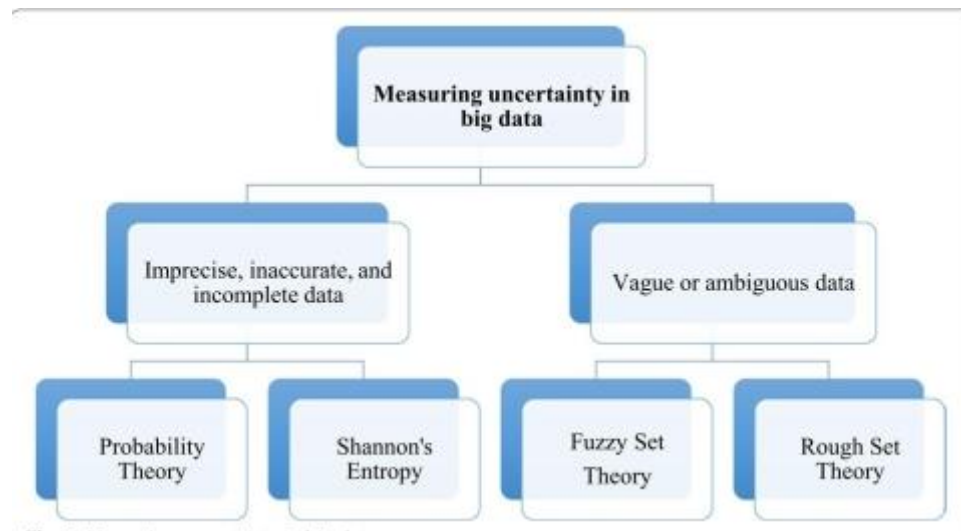 Measuring uncertainty in
big data
Imprecise, inaccurate, and
incomplete data
Vague or ambiguous data
Probability
Theory
Shannon's
Entropy
Fuzzy Set
Theory
Rough Set
Theory